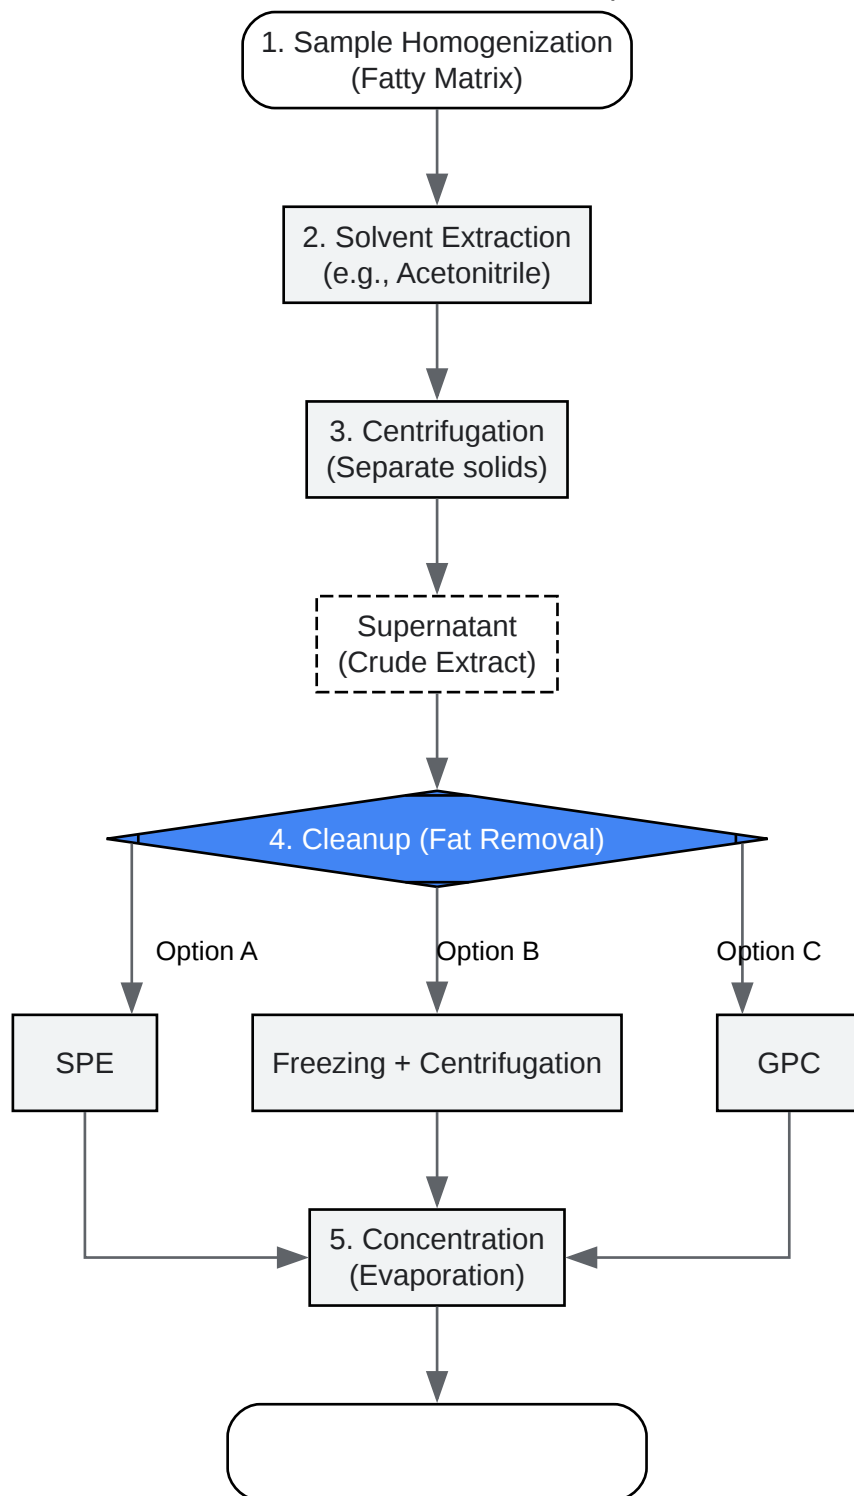 1. Sample Homogenization
(Fatty Matrix)
2. Solvent Extraction
(e.g., Acetonitrile)
3. Centrifugation
(Separate solids)
Supernatant
(Crude Extract)
4. Cleanup (Fat Removal)
Option A
Option B
Option C
SPE
Freezing + Centrifugation
GPC
5. Concentration
(Evaporation)